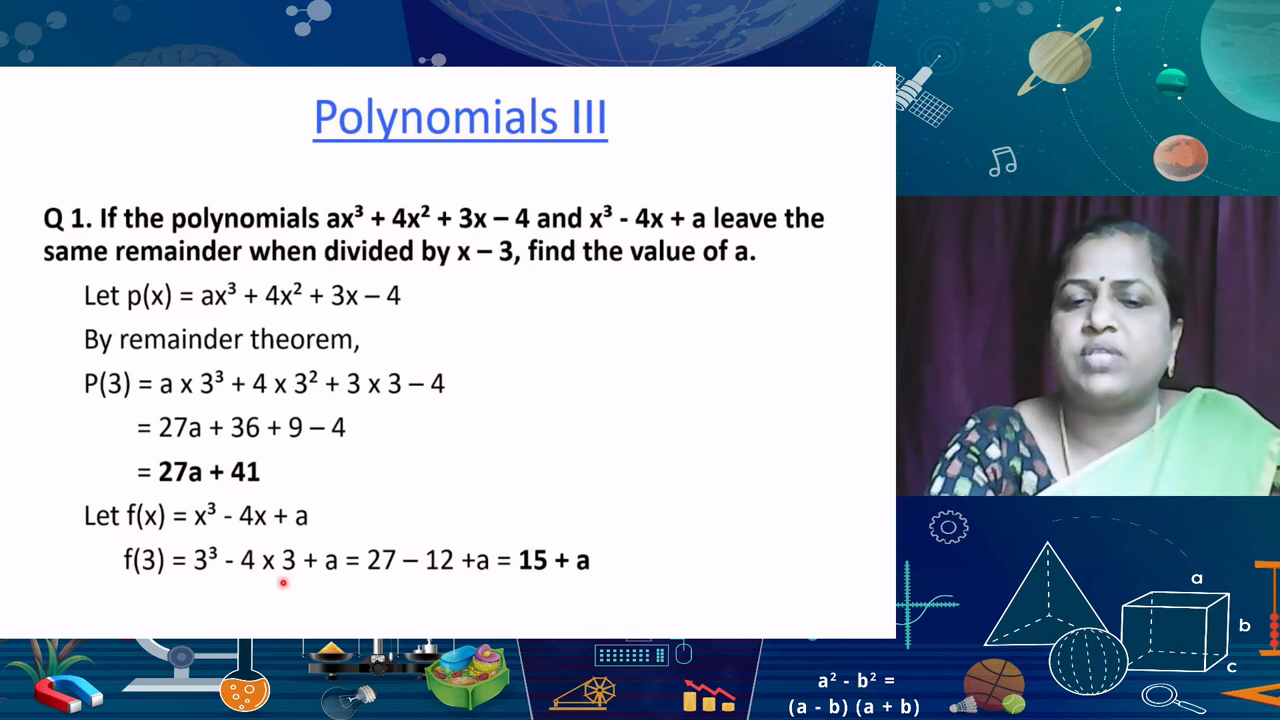 Polynomials III
Q 1. If the polynomials ax³ + 4x² + 3x – 4 and x³ - 4x + a leave the
same remainder when divided by x – 3, find the value of a.
Let p(x) = ax³ + 4x² + 3x – 4
By remainder theorem,
P(3) = a x 3³ + 4 x 3² + 3 x 3 – 4
= 27a + 36 + 9 – 4
= 27a + 41
Let f(x) = x³ - 4x + a
f(3) = 3³ - 4 x 3 + a = 27 – 12 +a = 15 + a
a
b
c
a² - b² =
(a - b) (a + b)